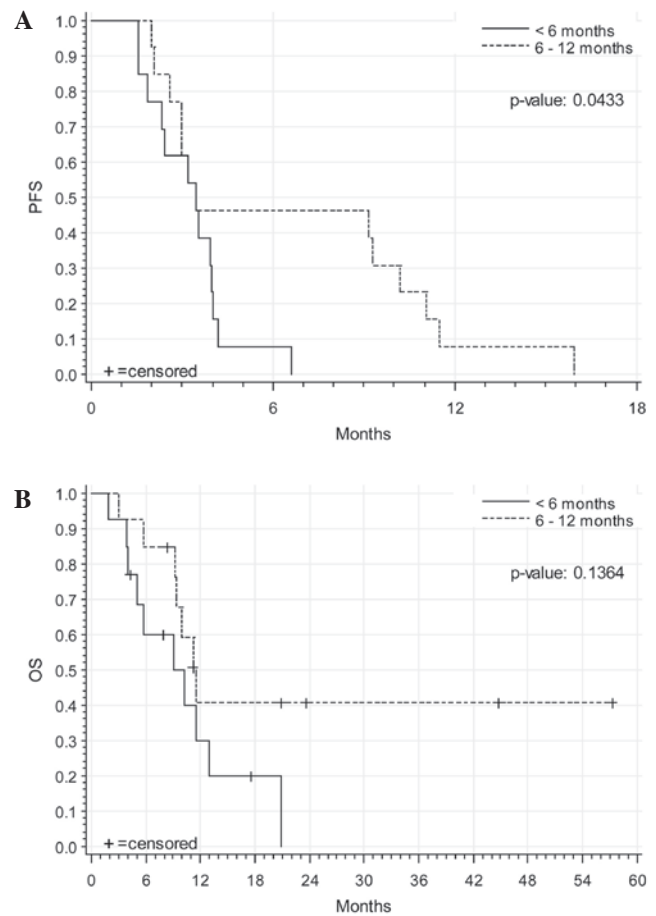 A
1.0
0.9
0.8
0.7
0.6
0.5
0.4
0.3
0.2
0.1
0.0
PFS
< 6 months
6 - 12 months
p-value: 0.0433
+ =censored
0 6 12 18
Months
B
1.0
0.9
0.8
0.7
0.6
0.5
0.4
0.3
0.2
0.1
0.0
OS
< 6 months
6 - 12 months
p-value: 0.1364
+ =censored
0 6 12 18 24 30 36 42 48 54 60
Months